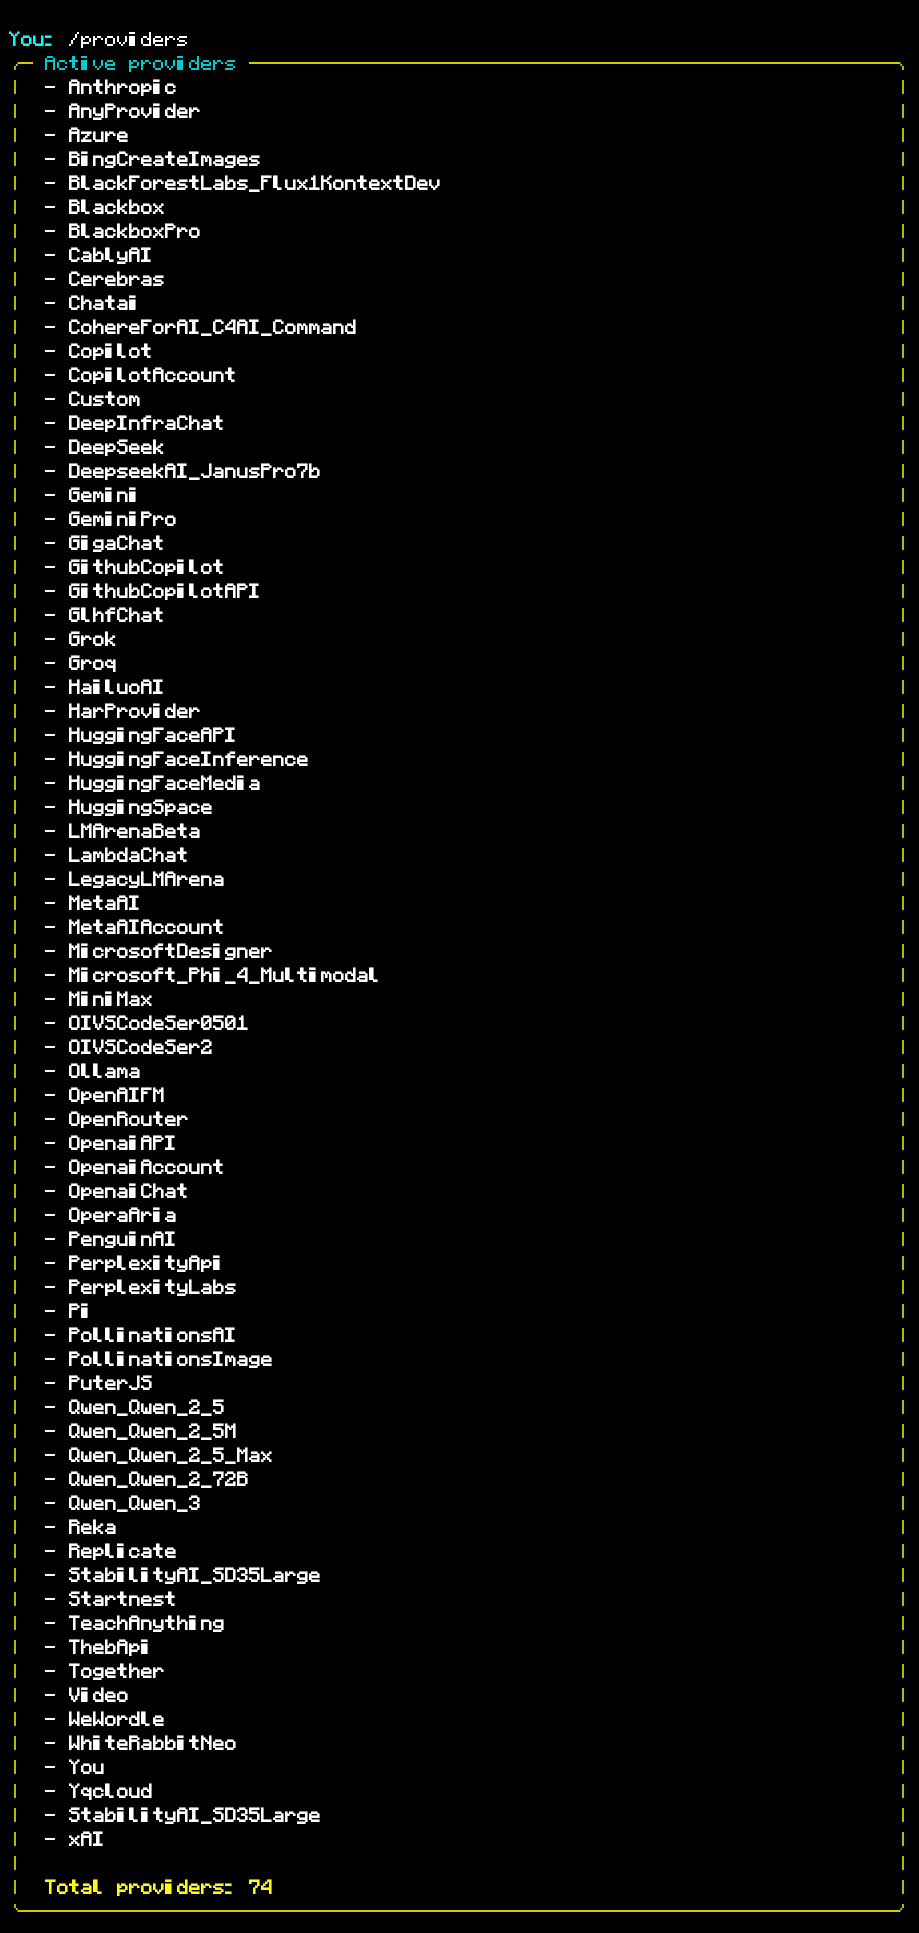 You: /providers
Active providers
- Anthropic
- AnyProvider
- Azure
- BingCreateImages
- BlackForestLabs_Flux1KontextDev
- Blackbox
- BlackboxPro
- CablyAI
- Cerebras
- Chatai
- CohereForAI_C4AI_Command
- Copilot
- CopilotAccount
- Custom
- DeepInfraChat
- DeepSeek
- DeepseekAI_JanusPro7b
- Gemini
- GeminiPro
- GigaChat
- GithubCopilot
- GithubCopilotAPI
- GlhfChat
- Grok
- Groq
- HailuoAI
- HarProvider
- HuggingFaceAPI
- HuggingFaceInference
- HuggingFaceMedia
- HuggingSpace
- LMArenaBeta
- LambdaChat
- LegacyLMArena
- MetaAI
- MetaAIAccount
- MicrosoftDesigner
- Microsoft_Phi_4_Multimodal
- MiniMax
- OIVSCodeSer0501
- OIVSCodeSer2
- Ollama
- OpenAIFM
- OpenRouter
- OpenaiAPI
- OpenaiAccount
- OpenaiChat
- OperaAria
- PenguinAI
- PerplexityApi
- PerplexityLabs
- Pi
- PollinationsAI
- PollinationsImage
- PuterJS
- Qwen_Qwen_2_5
- Qwen_Qwen_2_5M
- Qwen_Qwen_2_5_Max
- Qwen_Qwen_2_72B
- Qwen_Qwen_3
- Reka
- Replicate
- StabilityAI_SD35Large
- Startnest
- TeachAnything
- ThebApi
- Together
- Video
- WeWordle
- WhiteRabbitNeo
- You
- Yqcloud
- StabilityAI_SD35Large
- xAI
Total providers: 74